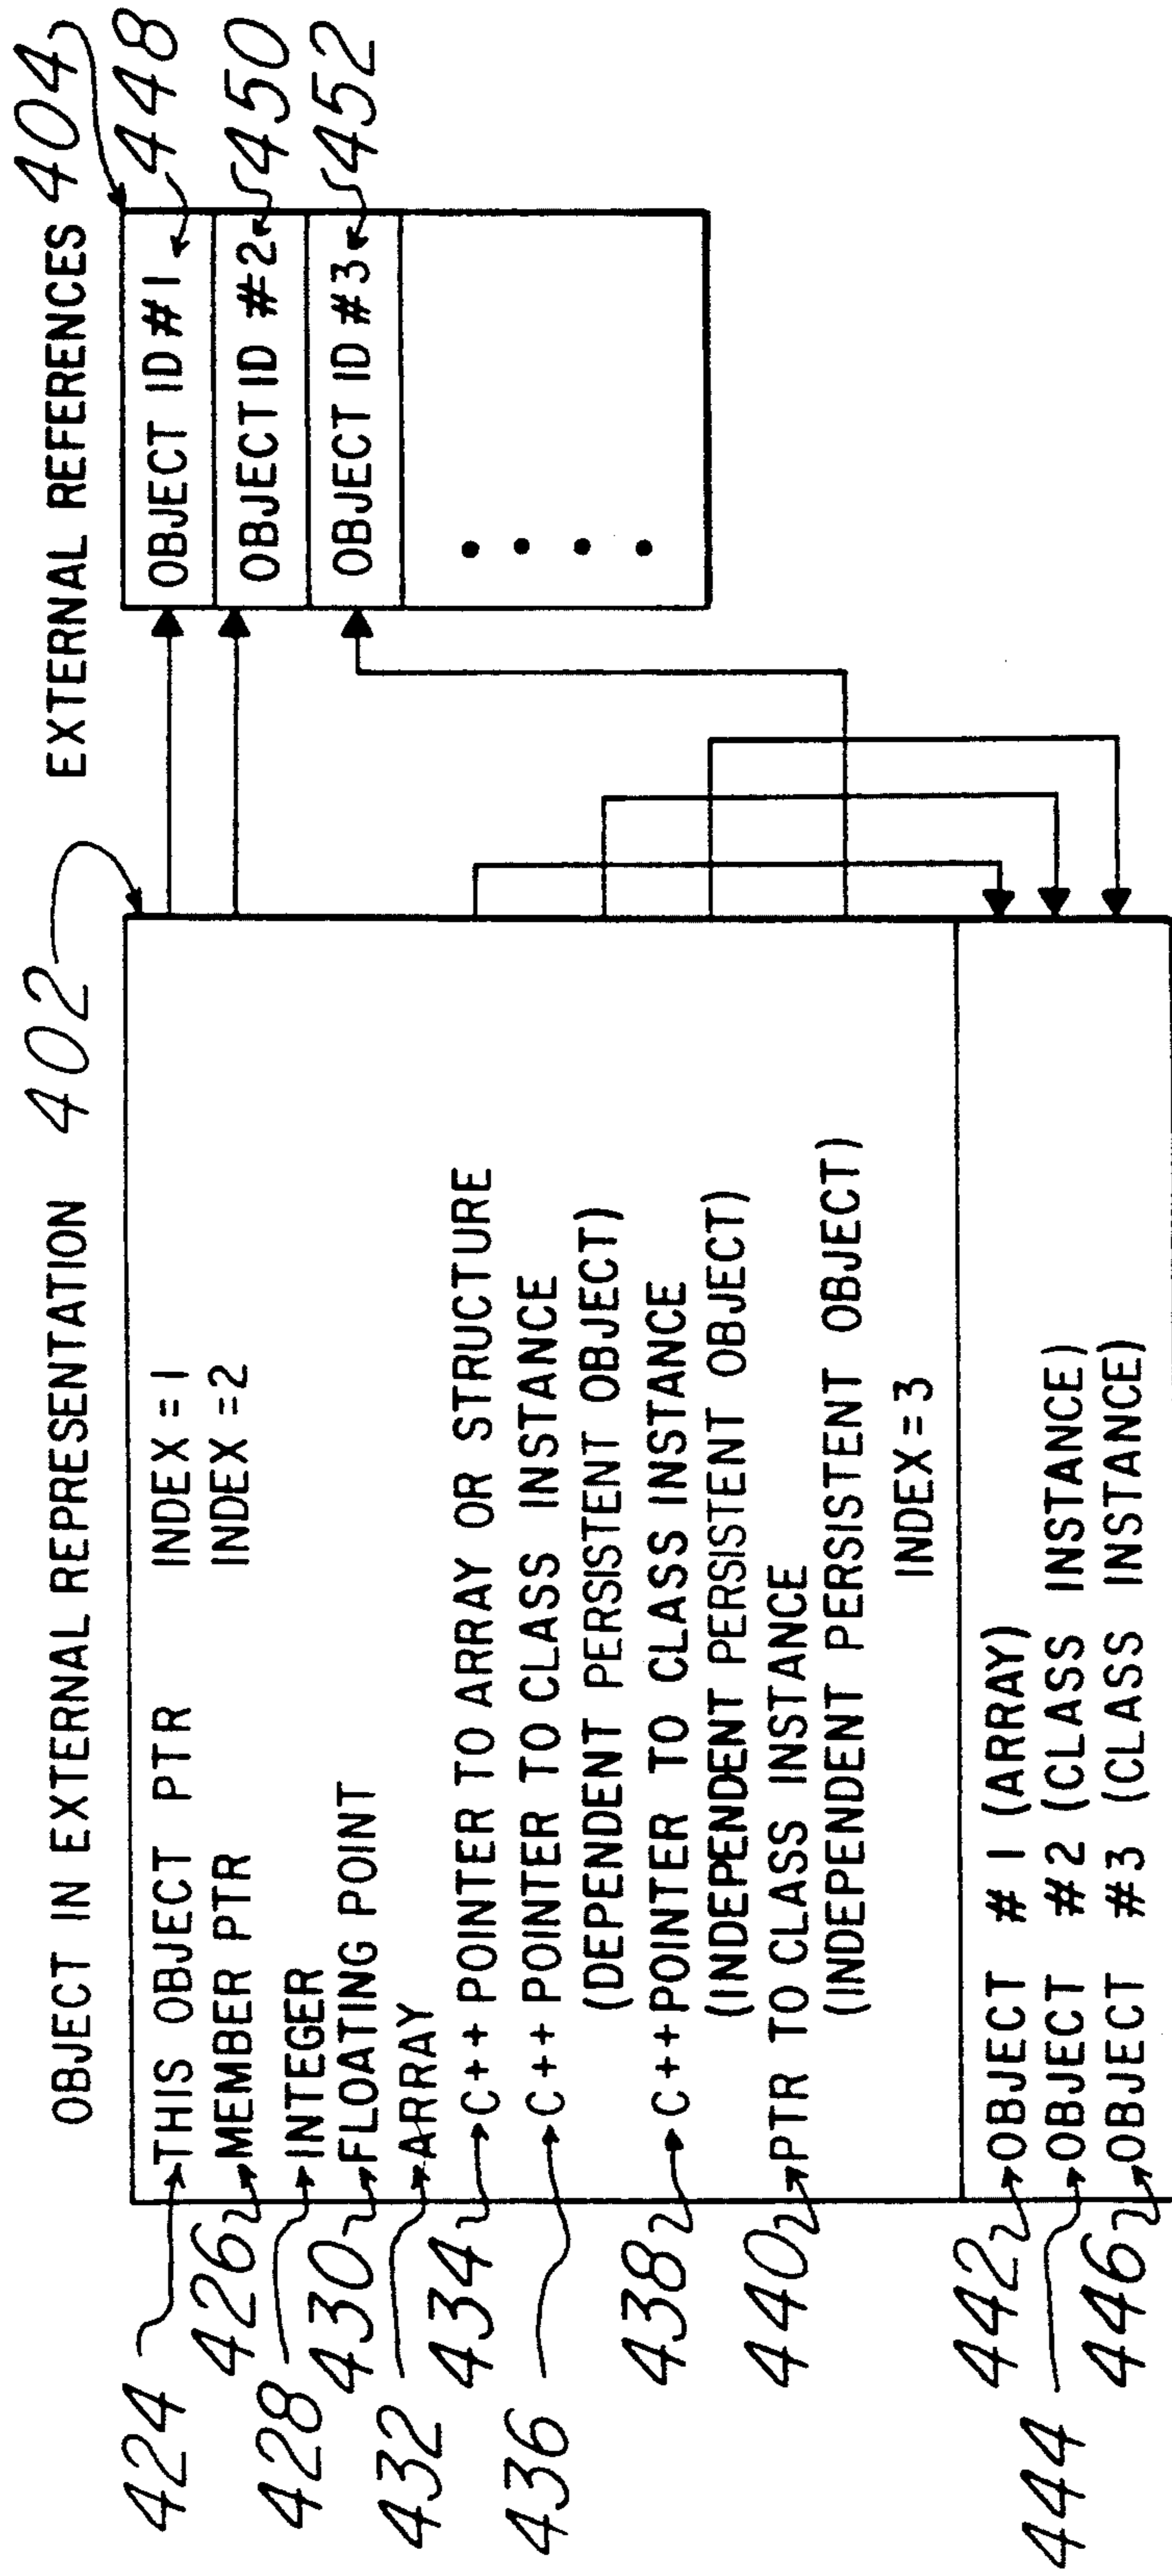 OBJECT IN EXTERNAL REPRESENTATION 402
EXTERNAL REFERENCES 404
424 THIS OBJECT PTR INDEX = 1
426 MEMBER PTR INDEX = 2
428 INTEGER
430 FLOATING POINT
432 ARRAY
434 C++ POINTER TO ARRAY OR STRUCTURE
436 C++ POINTER TO CLASS INSTANCE
(DEPENDENT PERSISTENT OBJECT)
438 C++ POINTER TO CLASS INSTANCE
(INDEPENDENT PERSISTENT OBJECT)
440 PTR TO CLASS INSTANCE
(INDEPENDENT PERSISTENT OBJECT)
INDEX = 3
442 OBJECT #1 (ARRAY)
444 OBJECT #2 (CLASS INSTANCE)
446 OBJECT #3 (CLASS INSTANCE)
OBJECT ID #1 448
OBJECT ID #2 450
OBJECT ID #3 452